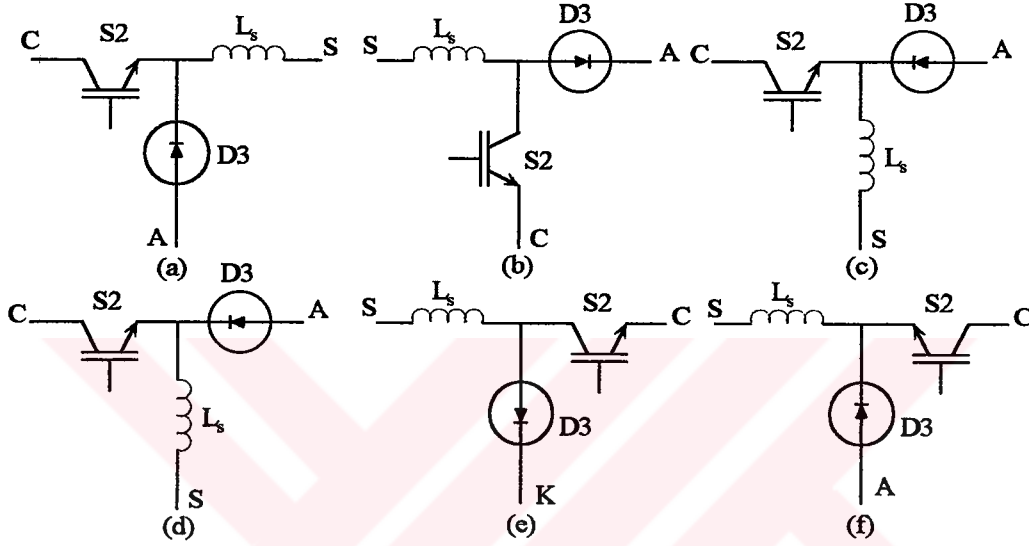 C S2 Ls S
D3
A
(a)
S Ls D3 A
S2
C
(b)
C S2 D3 A
Ls
S
(c)
C S2 D3 A
Ls
S
(d)
S Ls S2 C
D3
K
(e)
S Ls S2 C
D3
A
(f)